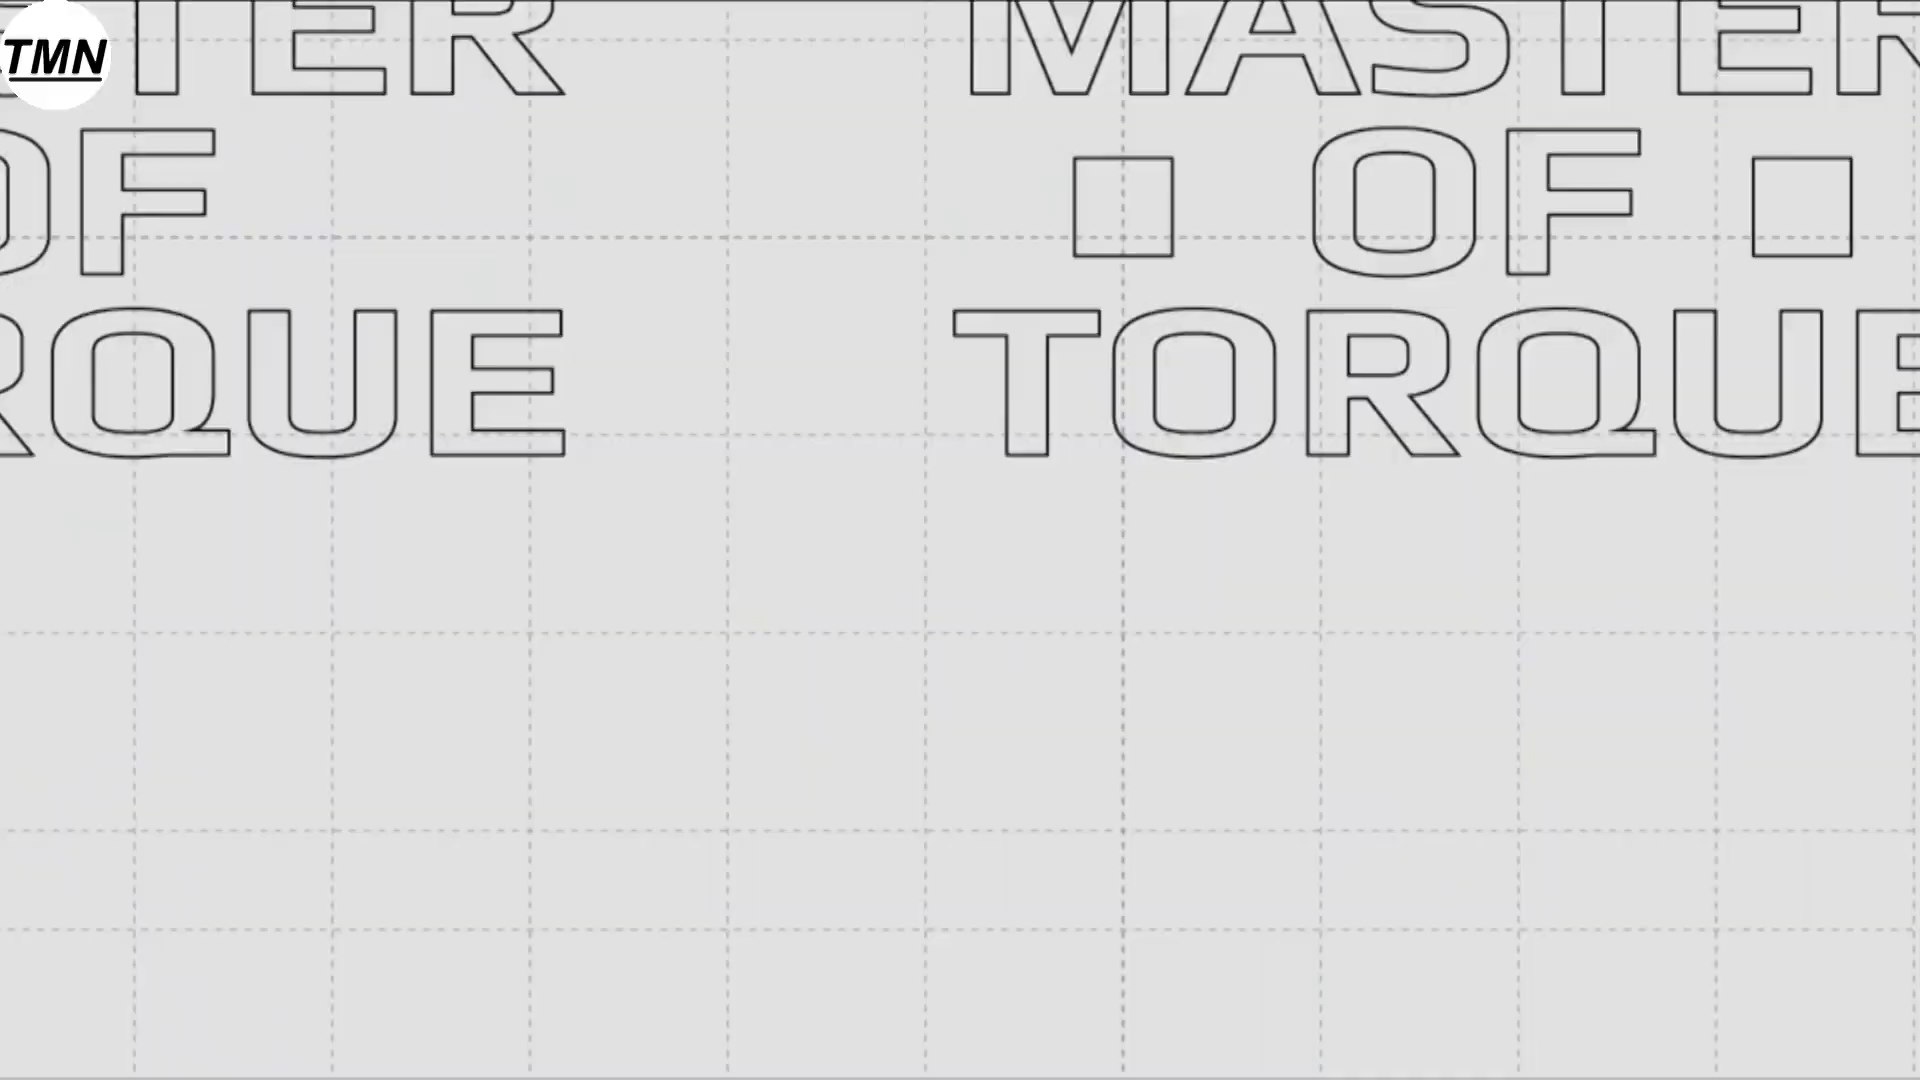 TMN
TER
OF
RQUE
MASTER
OF
TORQUE